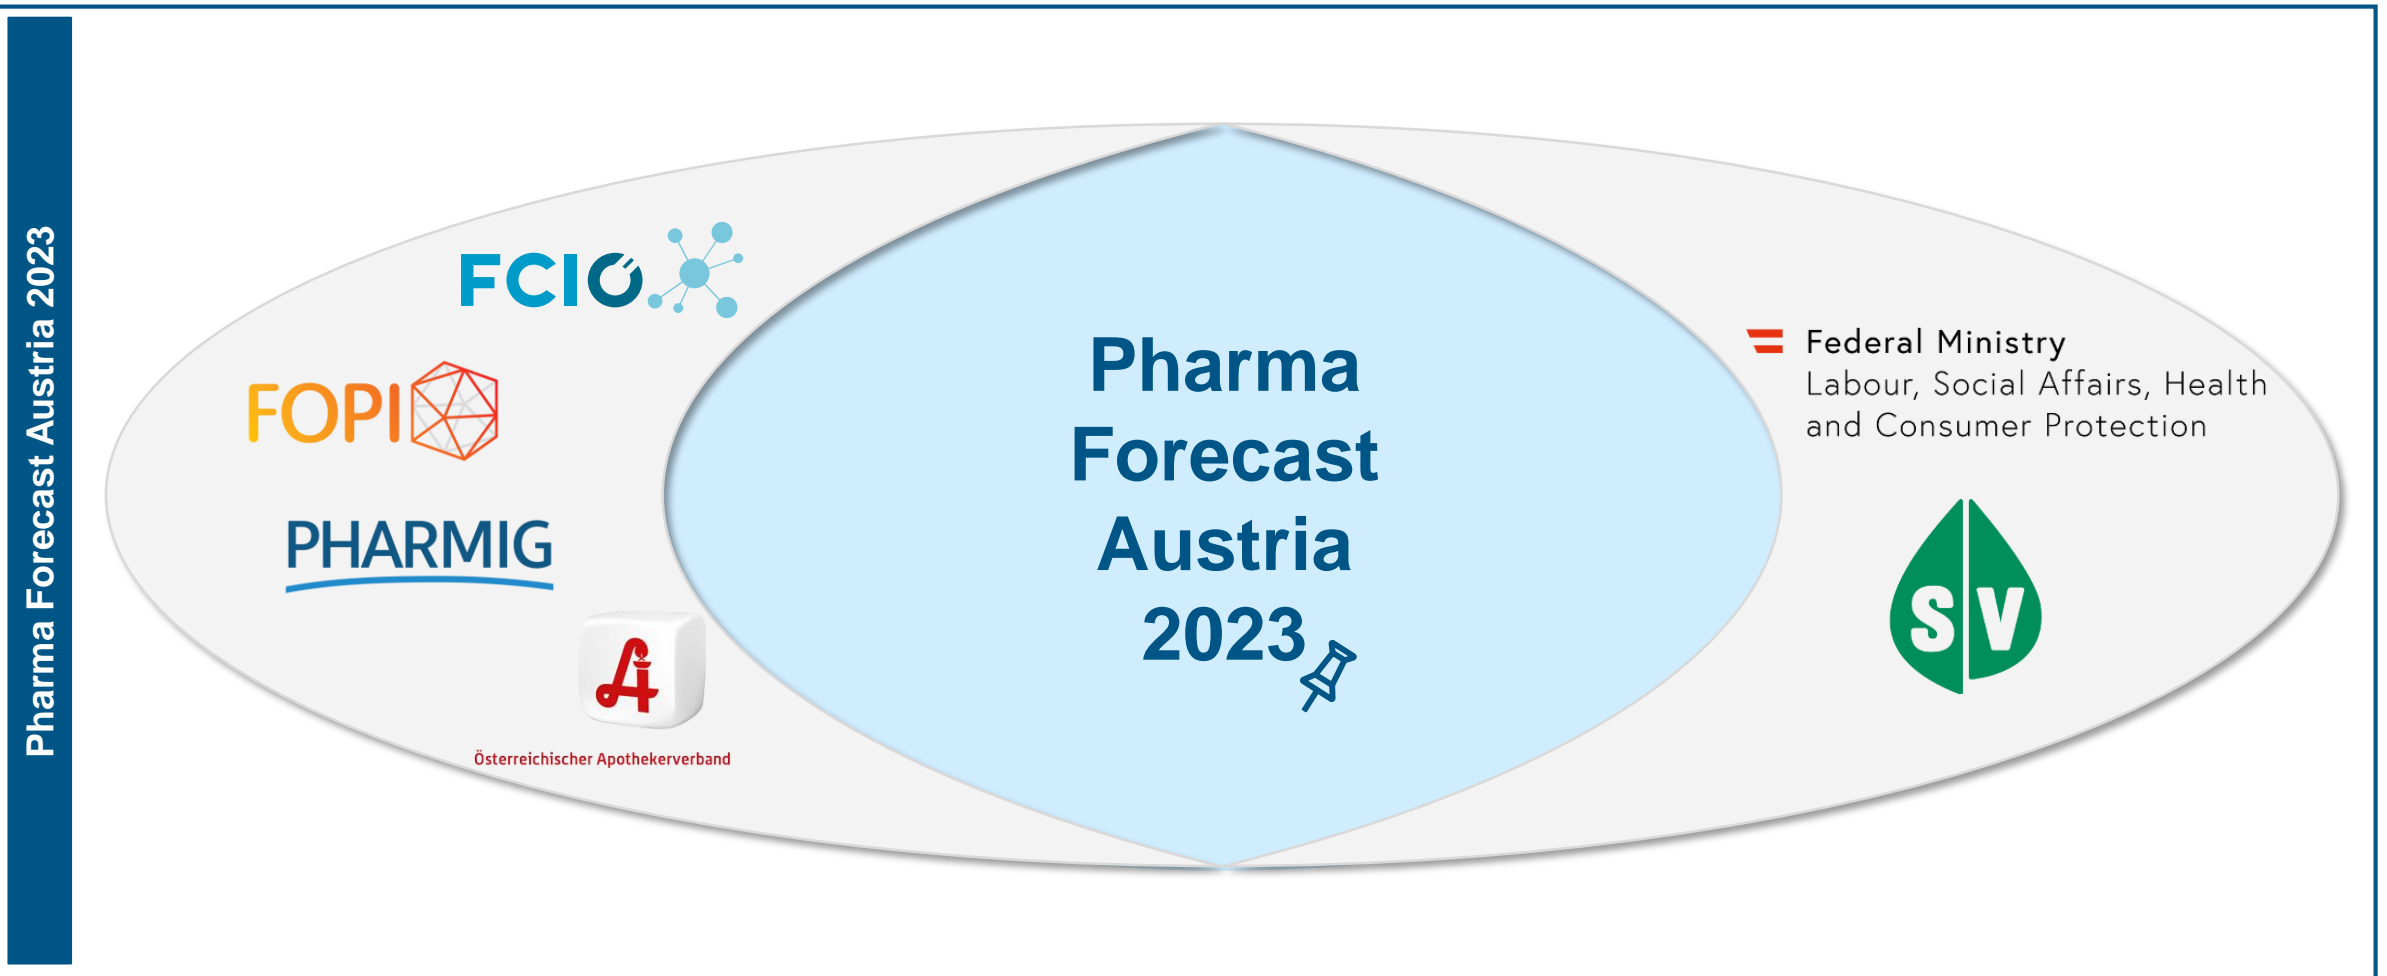 Pharma Forecast Austria 2023
FCIÓ
FOPI
PHARMIG
A
Österreichischer Apothekerverband
Pharma
Forecast
Austria
2023
Federal Ministry
Labour, Social Affairs, Health
and Consumer Protection
SV